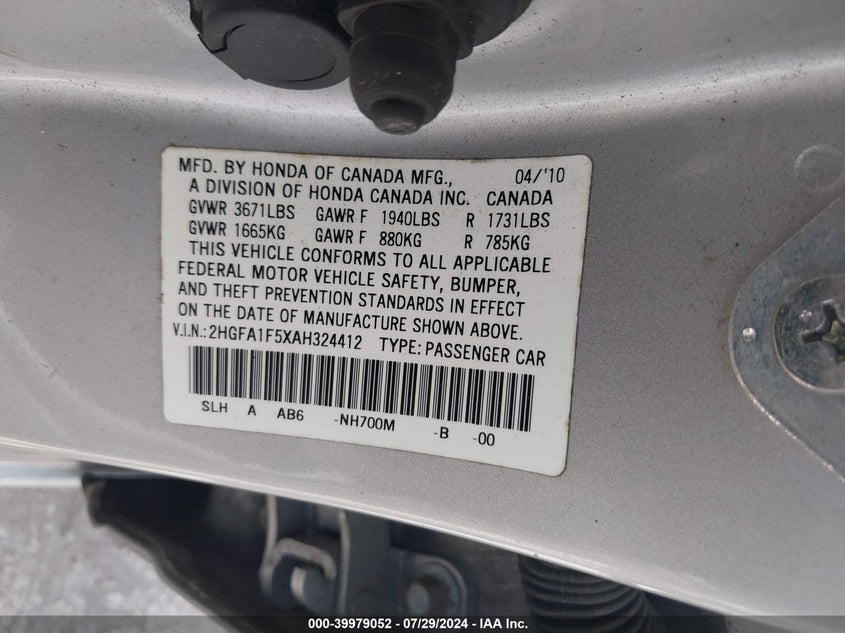 MFD. BY HONDA OF CANADA MFG., 04/'10
A DIVISION OF HONDA CANADA INC. CANADA
GVWR 3671LBS GAWR F 1940LBS R 1731LBS
GVWR 1665KG GAWR F 880KG R 785KG
THIS VEHICLE CONFORMS TO ALL APPLICABLE
FEDERAL MOTOR VEHICLE SAFETY, BUMPER,
AND THEFT PREVENTION STANDARDS IN EFFECT
ON THE DATE OF MANUFACTURE SHOWN ABOVE.
V.I.N.:2HGFA1F5XAH324412 TYPE:PASSENGER CAR
SLH A AB6 -NH700M -B -00
000-39979052 - 07/29/2024 - IAA Inc.